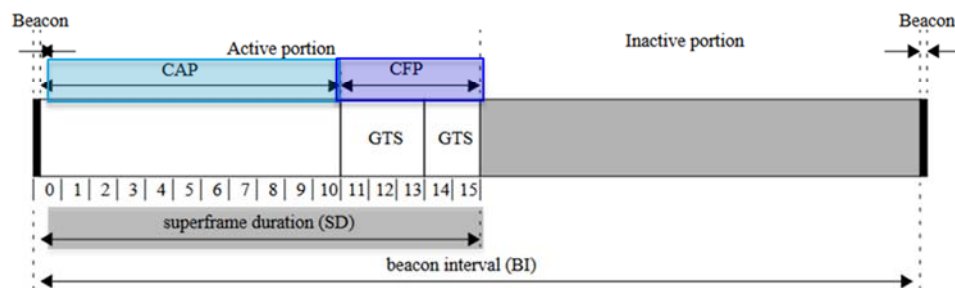 Beacon Beacon
Active portion Inactive portion
CAP CFP
GTS GTS
0 1 2 3 4 5 6 7 8 9 10 11 12 13 14 15
superframe duration (SD)
beacon interval (BI)